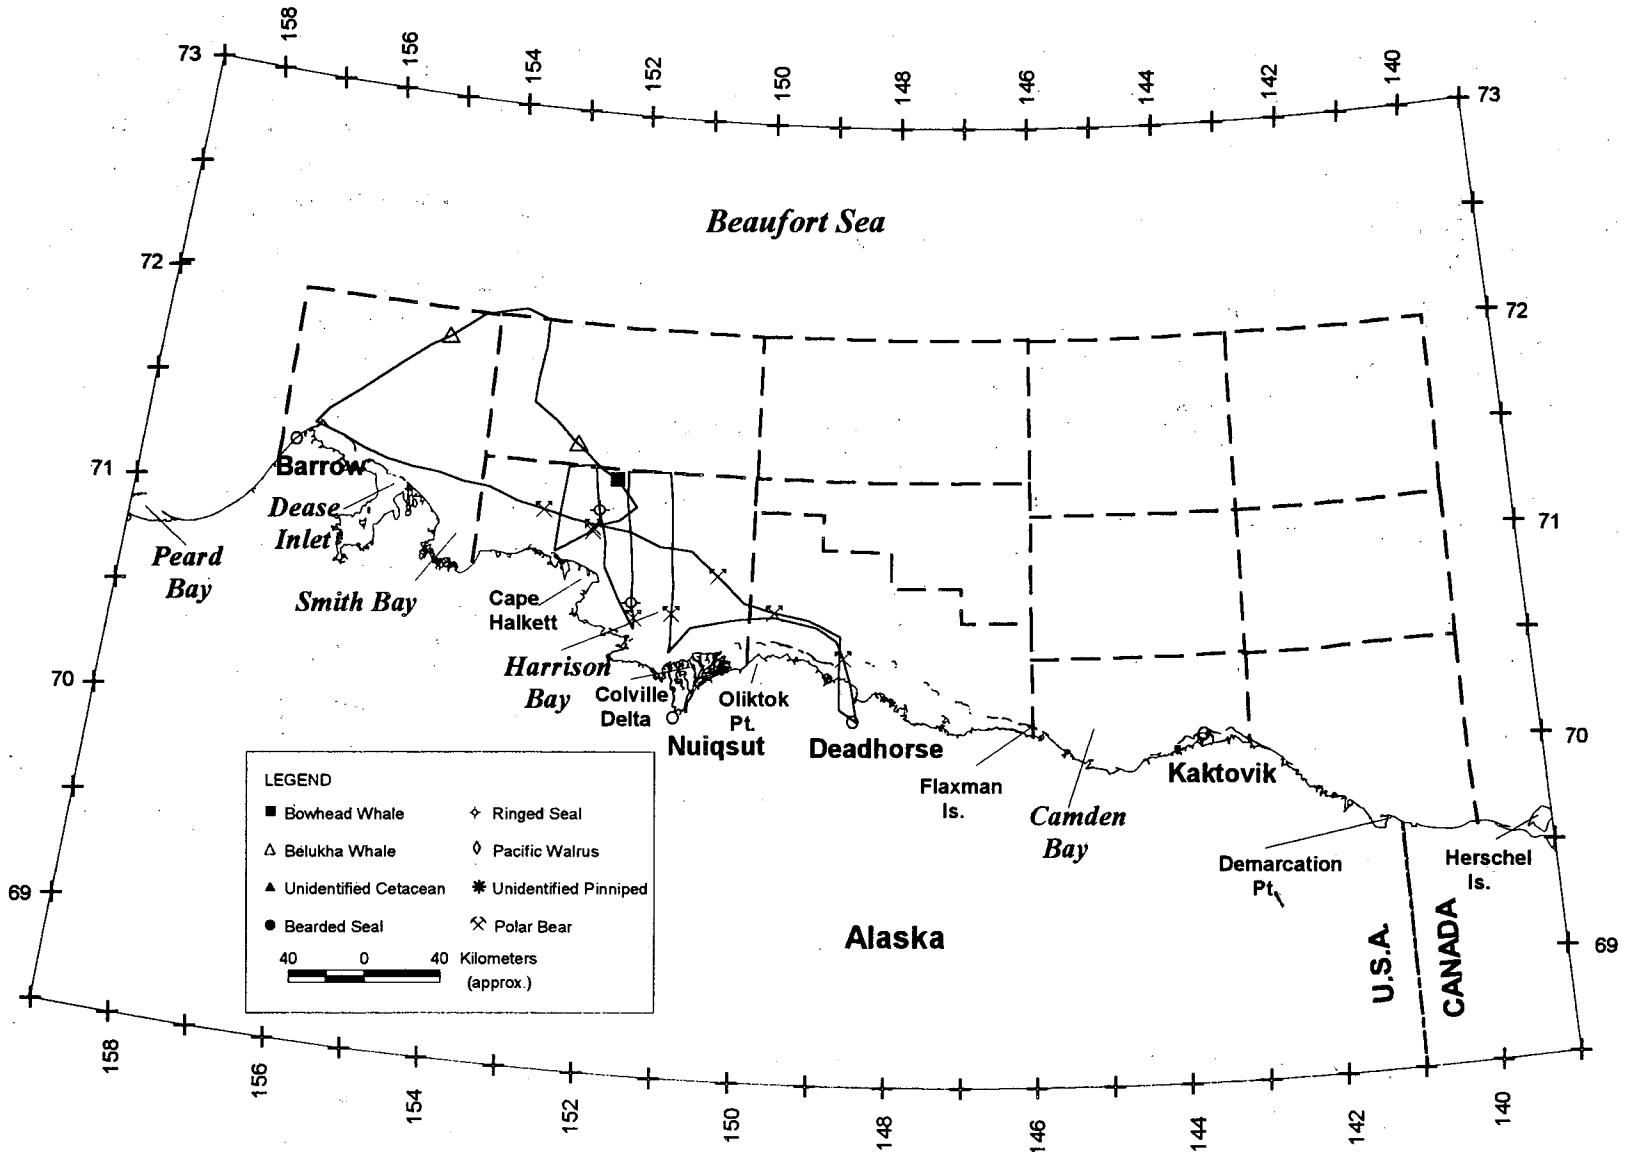 158
156
154
152
150
148
146
144
142
140
73
73
Beaufort Sea
72
72
71
Barrow
Dease
Inlet
71
Peard
Bay
Smith Bay
Cape
Halkett
Harrison
Bay
70
Colville
Delta
Oliktok
Pt.
Nuiqsut
Deadhorse
70
Kaktovik
Flaxman
Is.
Camden
Bay
Demarcation
Pt.
Herschel
Is.
LEGEND
Bowhead Whale
Ringed Seal
Belukha Whale
Pacific Walrus
Unidentified Cetacean
Unidentified Pinniped
Bearded Seal
Polar Bear
40 0 40 Kilometers
(approx.)
69
Alaska
U.S.A.
CANADA
69
158
156
154
152
150
148
146
144
142
140